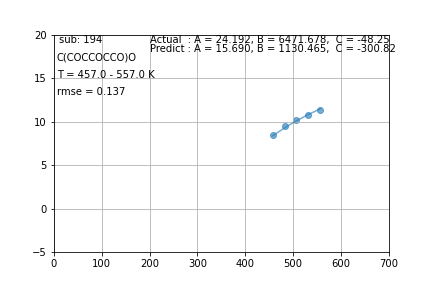 sub: 194
Actual : A = 24.192, B = 6471.678, C = -48.25
Predict : A = 15.690, B = 1130.465, C = -300.82
C(COCCOCCO)O
T = 457.0 - 557.0 K
rmse = 0.137
20
15
10
5
0
−5
0 100 200 300 400 500 600 700